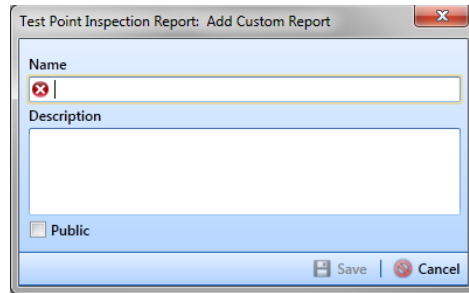 Test Point Inspection Report: Add Custom Report
Name
Description
Public
Save | Cancel